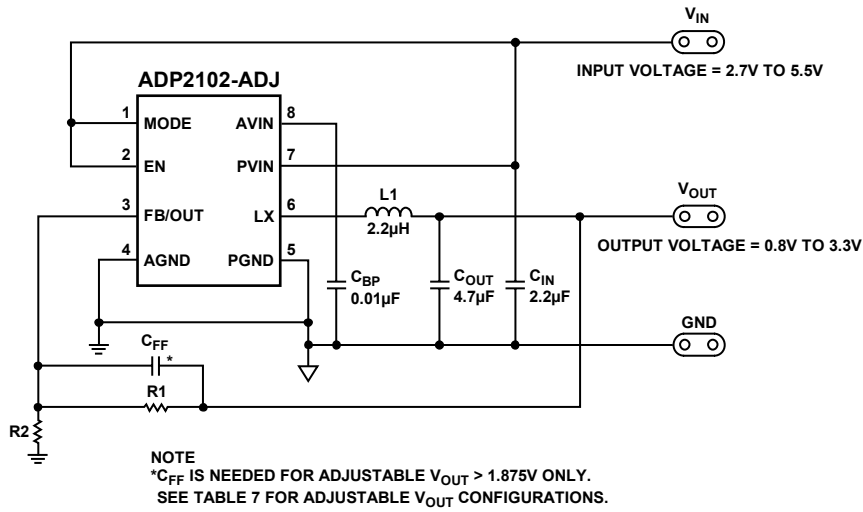 VIN
INPUT VOLTAGE = 2.7V TO 5.5V
ADP2102-ADJ
1 MODE AVIN 8
2 EN PVIN 7
3 FB/OUT LX 6
4 AGND PGND 5
L1
2.2µH
VOUT
OUTPUT VOLTAGE = 0.8V TO 3.3V
CBP
0.01µF
COUT
4.7µF
CIN
2.2µF
GND
CFF
*
R1
R2
NOTE
*CFF IS NEEDED FOR ADJUSTABLE VOUT > 1.875V ONLY.
SEE TABLE 7 FOR ADJUSTABLE VOUT CONFIGURATIONS.